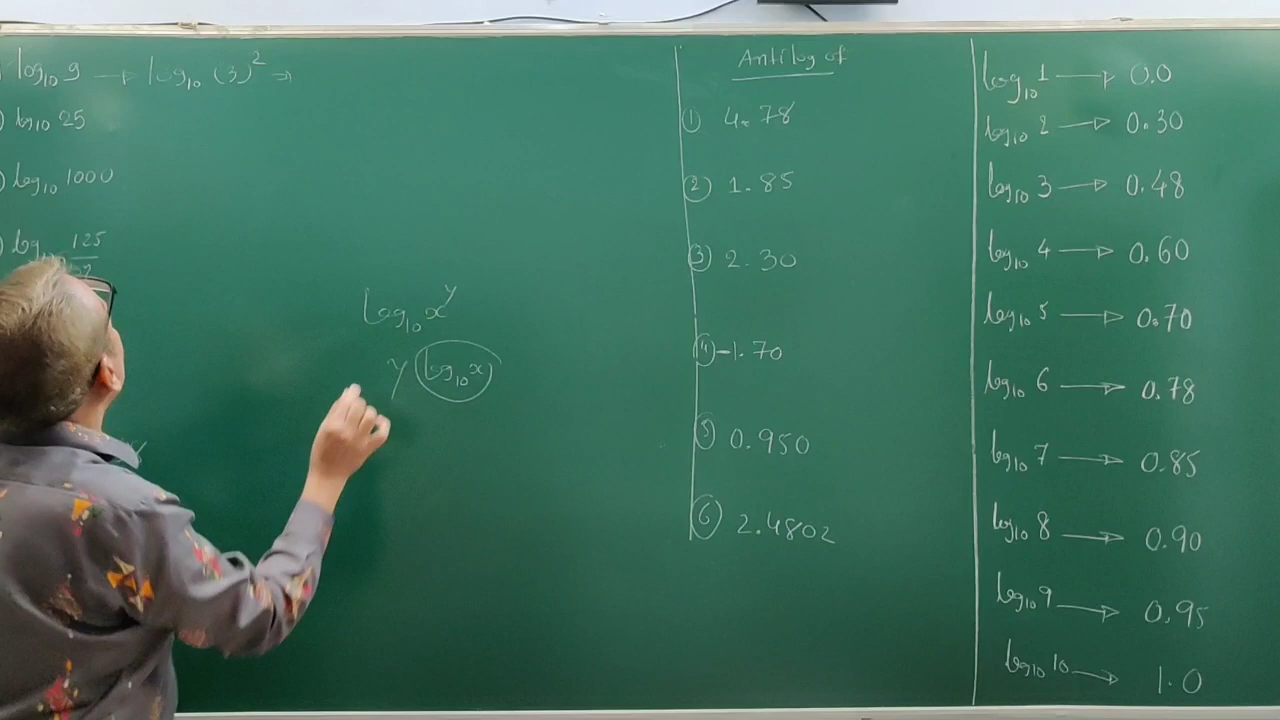 log₁₀ 9 → log₁₀ (3)² ⇒
log₁₀ 25
log₁₀ 1000
log 125
log₁₀ xʸ
y log₁₀ x
Antilog of
① 4.78
② 1.85
③ 2.30
④ -1.70
⑤ 0.950
⑥ 2.4802
log₁₀ 1 → 0.0
log₁₀ 2 → 0.30
log₁₀ 3 → 0.48
log₁₀ 4 → 0.60
log₁₀ 5 → 0.70
log₁₀ 6 → 0.78
log₁₀ 7 → 0.85
log₁₀ 8 → 0.90
log₁₀ 9 → 0.95
log₁₀ 10 → 1.0